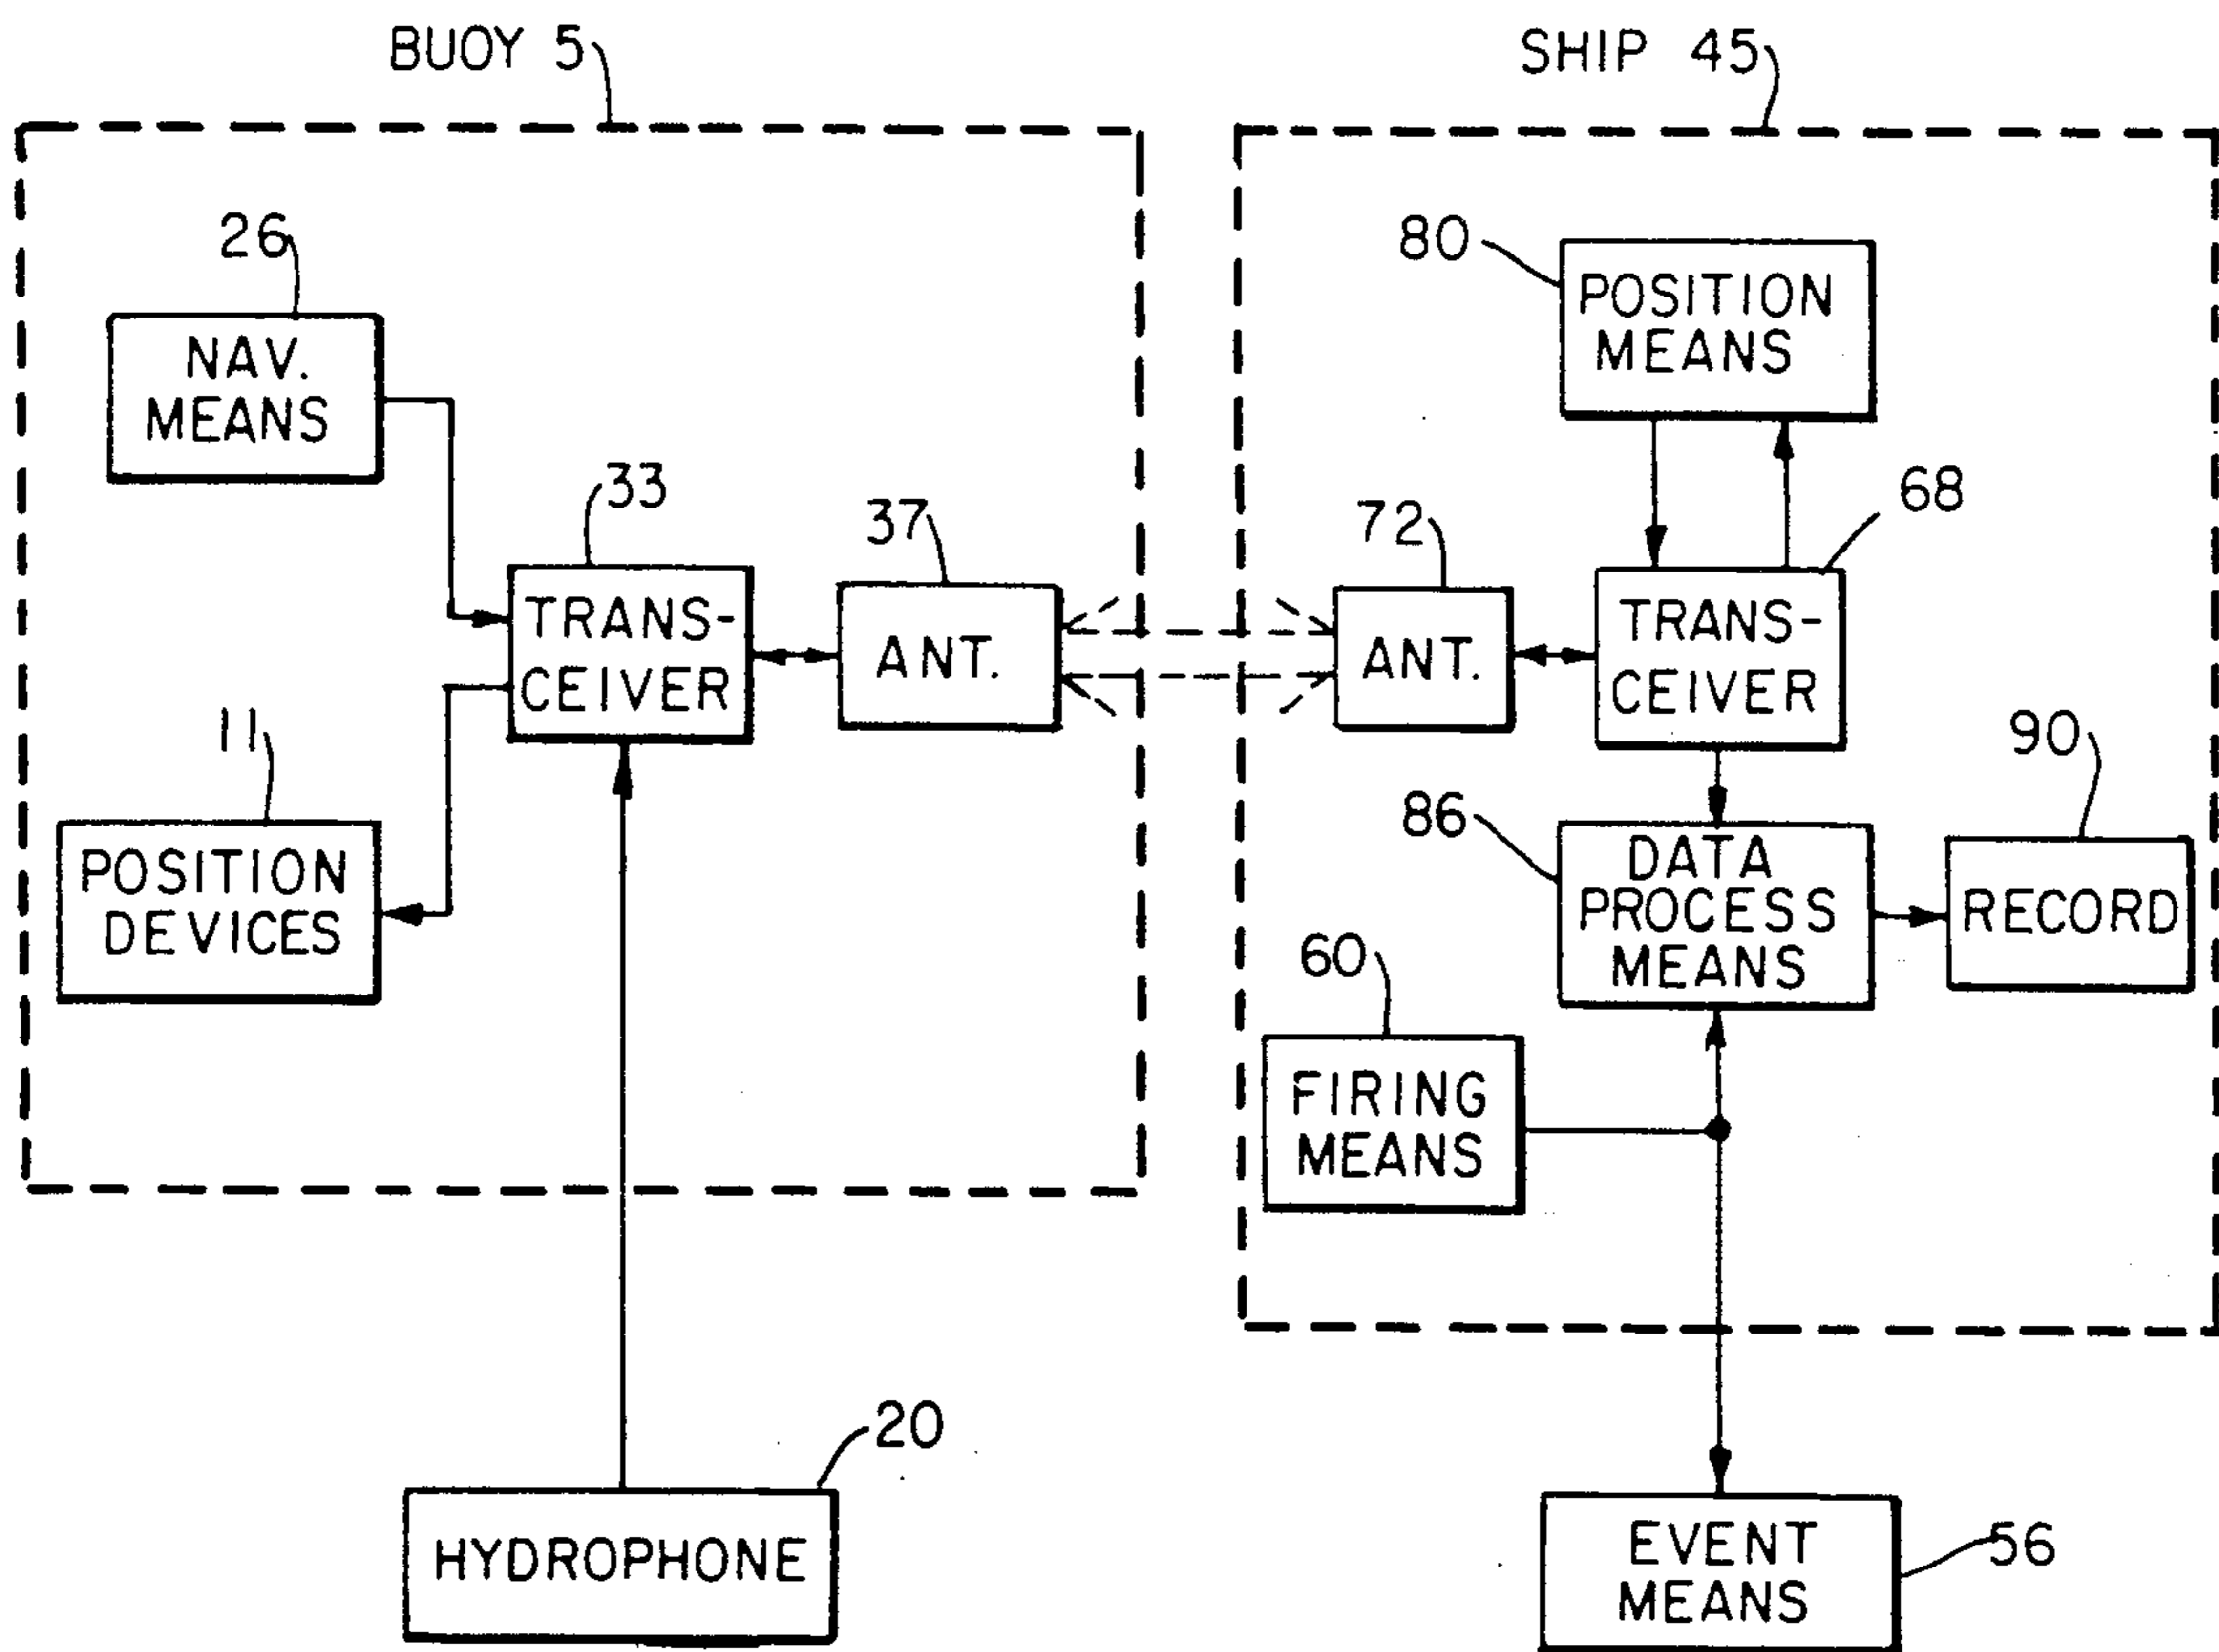 BUOY 5
SHIP 45
26
NAV.
MEANS
33
TRANS-
CEIVER
37
ANT.
11
POSITION
DEVICES
20
HYDROPHONE
80
POSITION
MEANS
72
ANT.
68
TRANS-
CEIVER
86
DATA
PROCESS
MEANS
90
RECORD
60
FIRING
MEANS
56
EVENT
MEANS